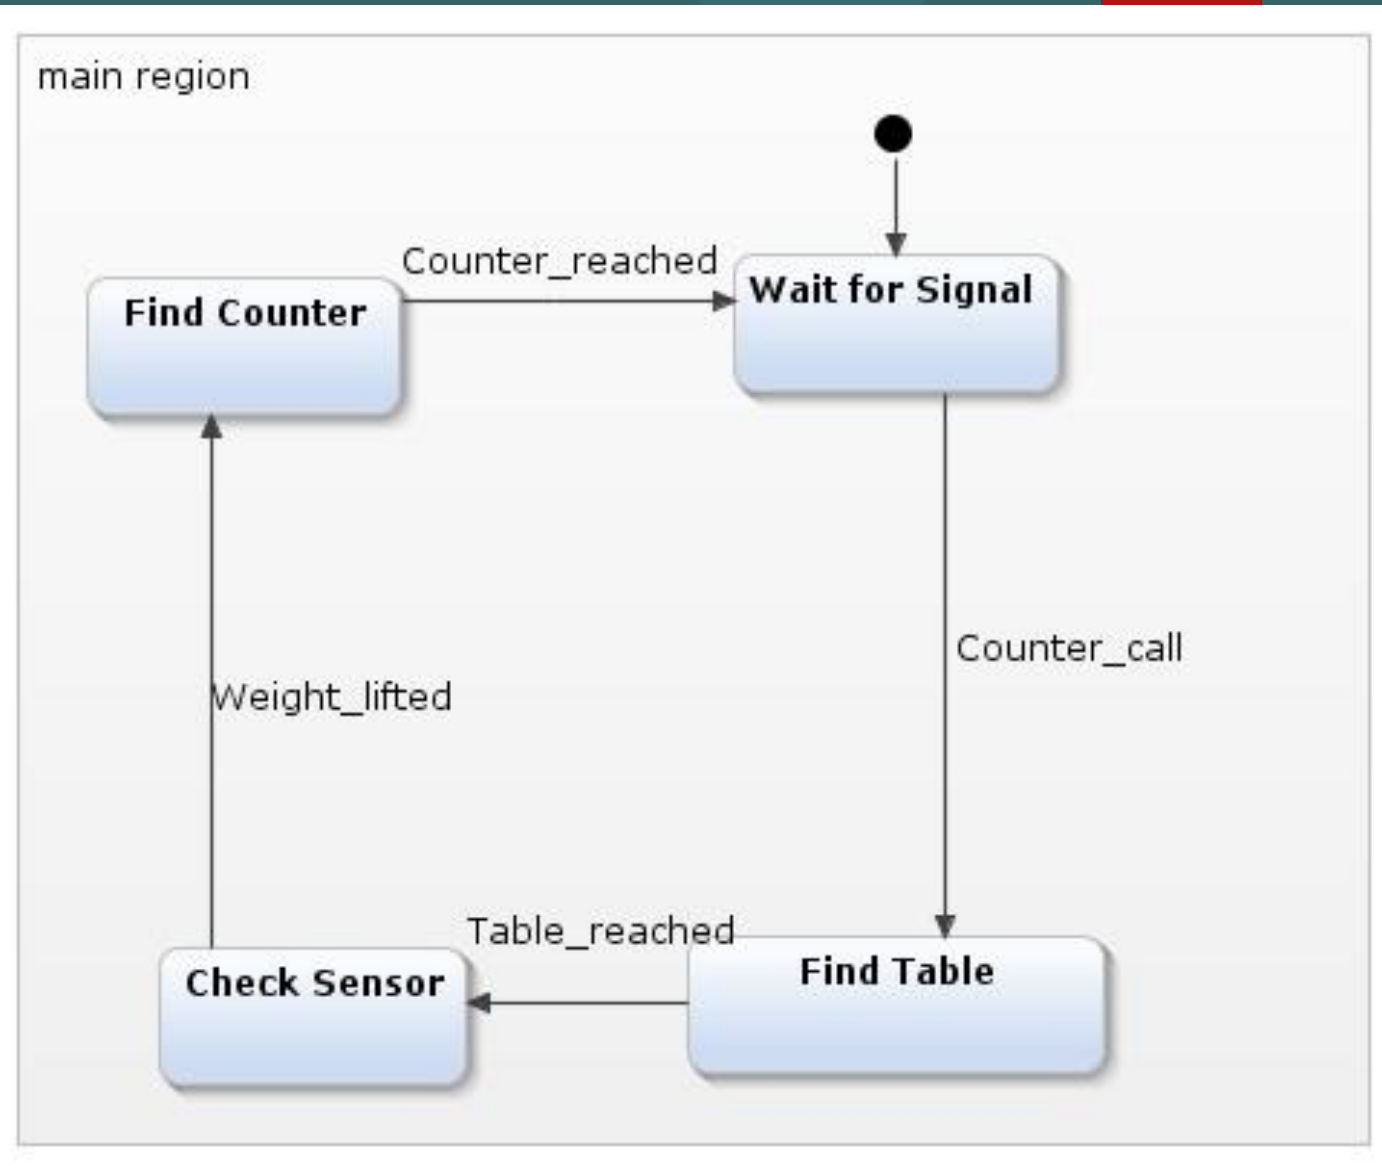 main region
Counter_reached
Wait for Signal
Find Counter
Counter_call
Weight_lifted
Table_reached
Find Table
Check Sensor